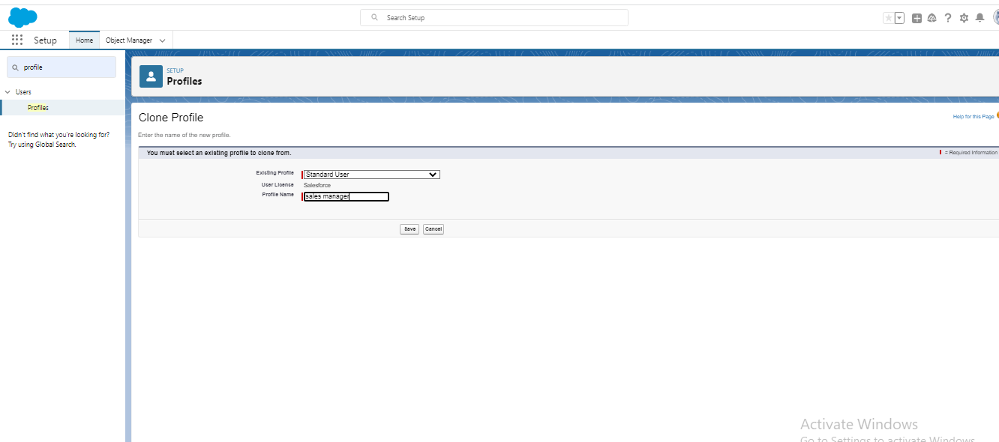 Search Setup
Setup
Home
Object Manager
profile
Users
Profiles
Didn't find what you're looking for?
Try using Global Search.
SETUP
Profiles
Clone Profile
Help for this Page
Enter the name of the new profile.
You must select an existing profile to clone from.
= Required Information
Existing Profile
Standard User
User License
Salesforce
Profile Name
sales manager
Save
Cancel
Activate Windows
Go to Settings to activate Windows.